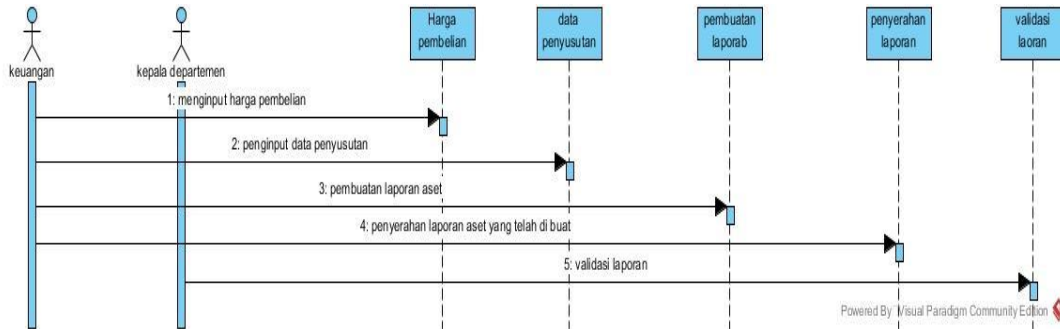 Harga
pembelian
data
penyusutan
pembuatan
laporab
penyerahan
laporan
validasi
laoran
keuangan
kepala departemen
1: menginput harga pembelian
2: penginput data penyusutan
3: pembuatan laporan aset
4: penyerahan laporan aset yang telah di buat
5: validasi laporan
Powered By Visual Paradigm Community Edition